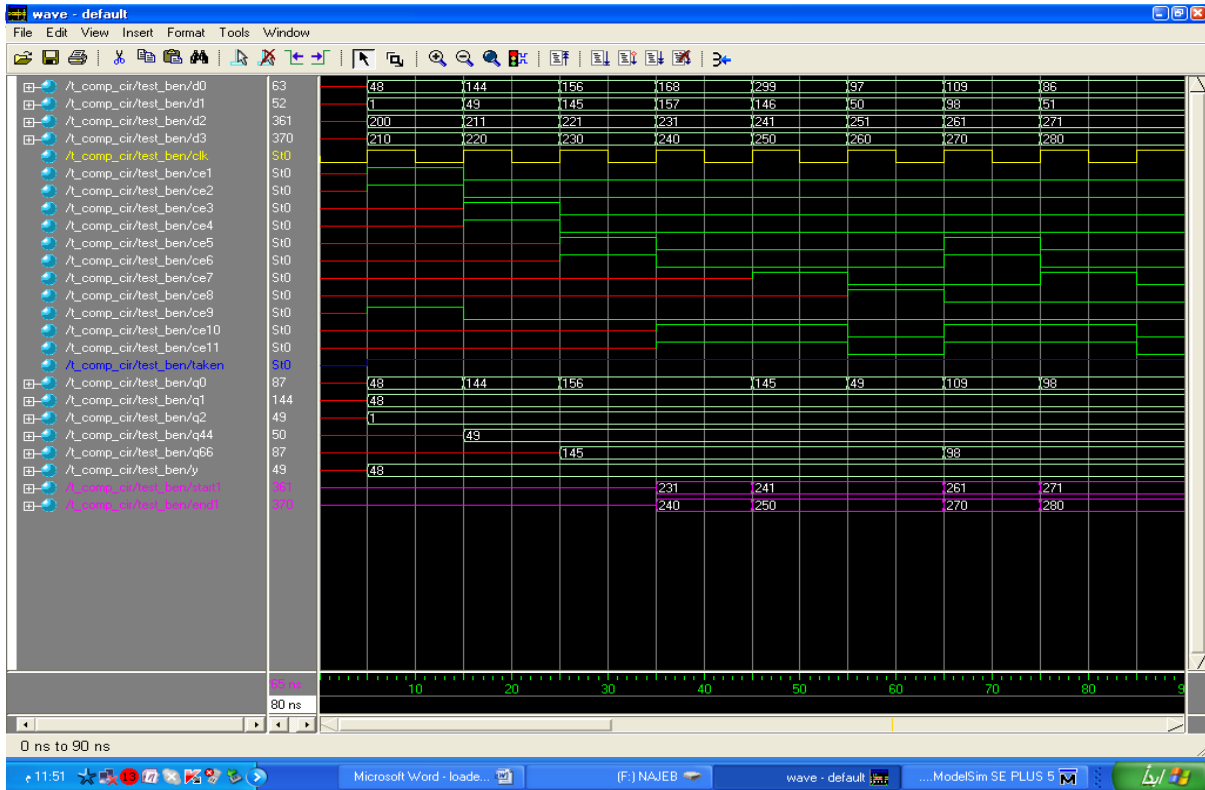 wave - default
File Edit View Insert Format Tools Window
/t_comp_cir/test_ben/d0 63 48 144 156 168 299 97 109 86
/t_comp_cir/test_ben/d1 52 1 49 145 157 146 50 98 51
/t_comp_cir/test_ben/d2 361 200 211 221 231 241 251 261 271
/t_comp_cir/test_ben/d3 370 210 220 230 240 250 260 270 280
/t_comp_cir/test_ben/clk St0
/t_comp_cir/test_ben/ce1 St0
/t_comp_cir/test_ben/ce2 St0
/t_comp_cir/test_ben/ce3 St0
/t_comp_cir/test_ben/ce4 St0
/t_comp_cir/test_ben/ce5 St0
/t_comp_cir/test_ben/ce6 St0
/t_comp_cir/test_ben/ce7 St0
/t_comp_cir/test_ben/ce8 St0
/t_comp_cir/test_ben/ce9 St0
/t_comp_cir/test_ben/ce10 St0
/t_comp_cir/test_ben/ce11 St0
/t_comp_cir/test_ben/taken St0
/t_comp_cir/test_ben/q0 87 48 144 156 145 49 109 98
/t_comp_cir/test_ben/q1 144 48
/t_comp_cir/test_ben/q2 49 1
/t_comp_cir/test_ben/q44 50 49
/t_comp_cir/test_ben/q66 87 145 98
/t_comp_cir/test_ben/y 49 48
/t_comp_cir/test_ben/start1 361 231 241 261 271
/t_comp_cir/test_ben/end1 370 240 250 270 280
65 ns 10 20 30 40 50 60 70 80 9
80 ns
0 ns to 90 ns
11:51 م 13 Microsoft Word - loade... (F:) NAJEB wave - default ....ModelSim SE PLUS 5 ابدأ